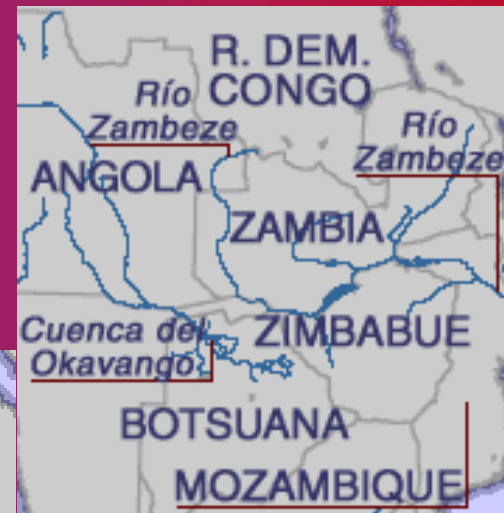 R. DEM.
CONGO
Río
Zambeze
Río
Zambeze
ANGOLA
ZAMBIA
Cuenca del
Okavango
ZIMBABUE
BOTSUANA
MOZAMBIQUE